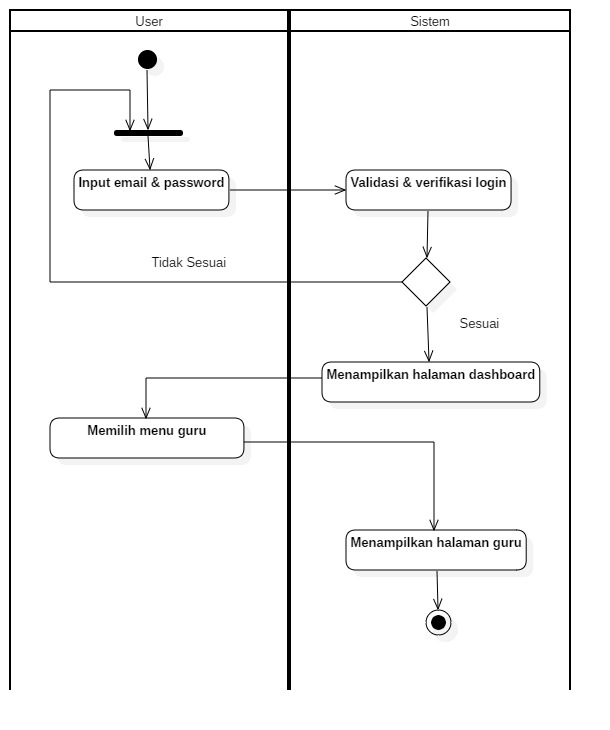 User
Sistem
Input email & password
Validasi & verifikasi login
Tidak Sesuai
Sesuai
Menampilkan halaman dashboard
Memilih menu guru
Menampilkan halaman guru